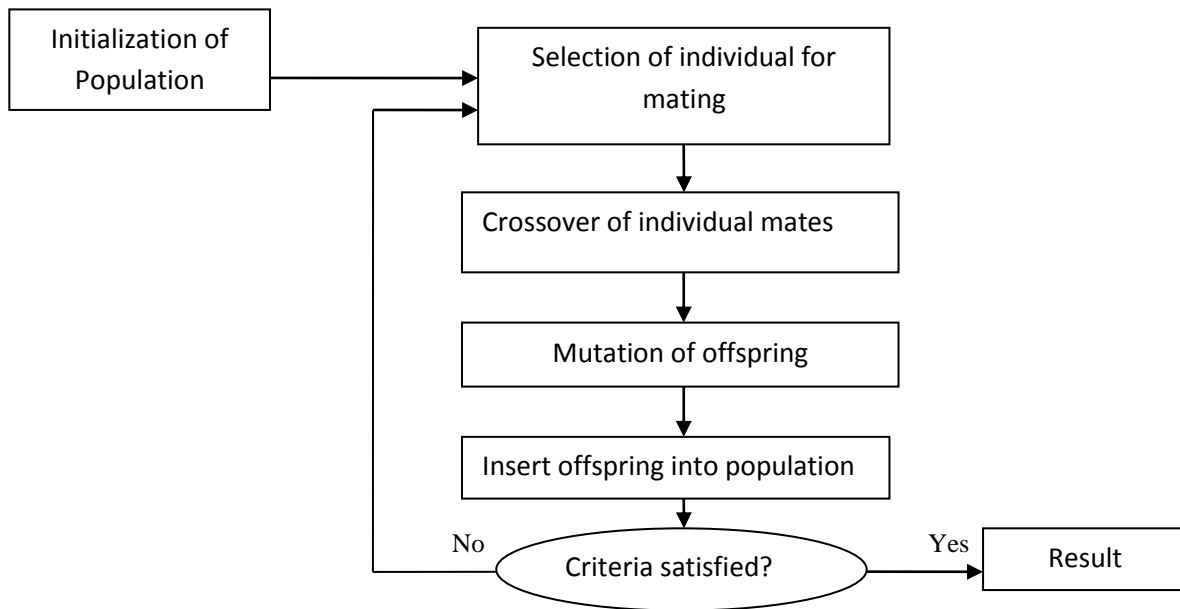 Initialization of
Population
Selection of individual for
mating
Crossover of individual mates
Mutation of offspring
Insert offspring into population
No
Criteria satisfied?
Yes
Result